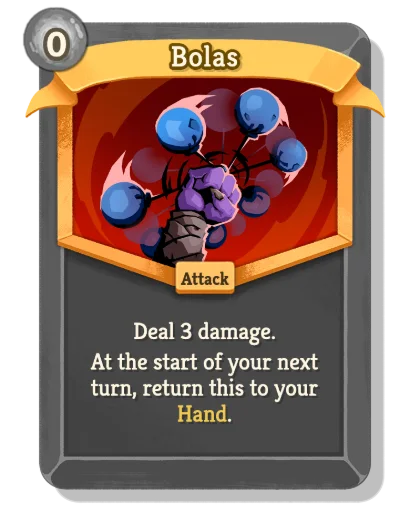 0
Bolas
Attack
Deal 3 damage.
At the start of your next
turn, return this to your
Hand.